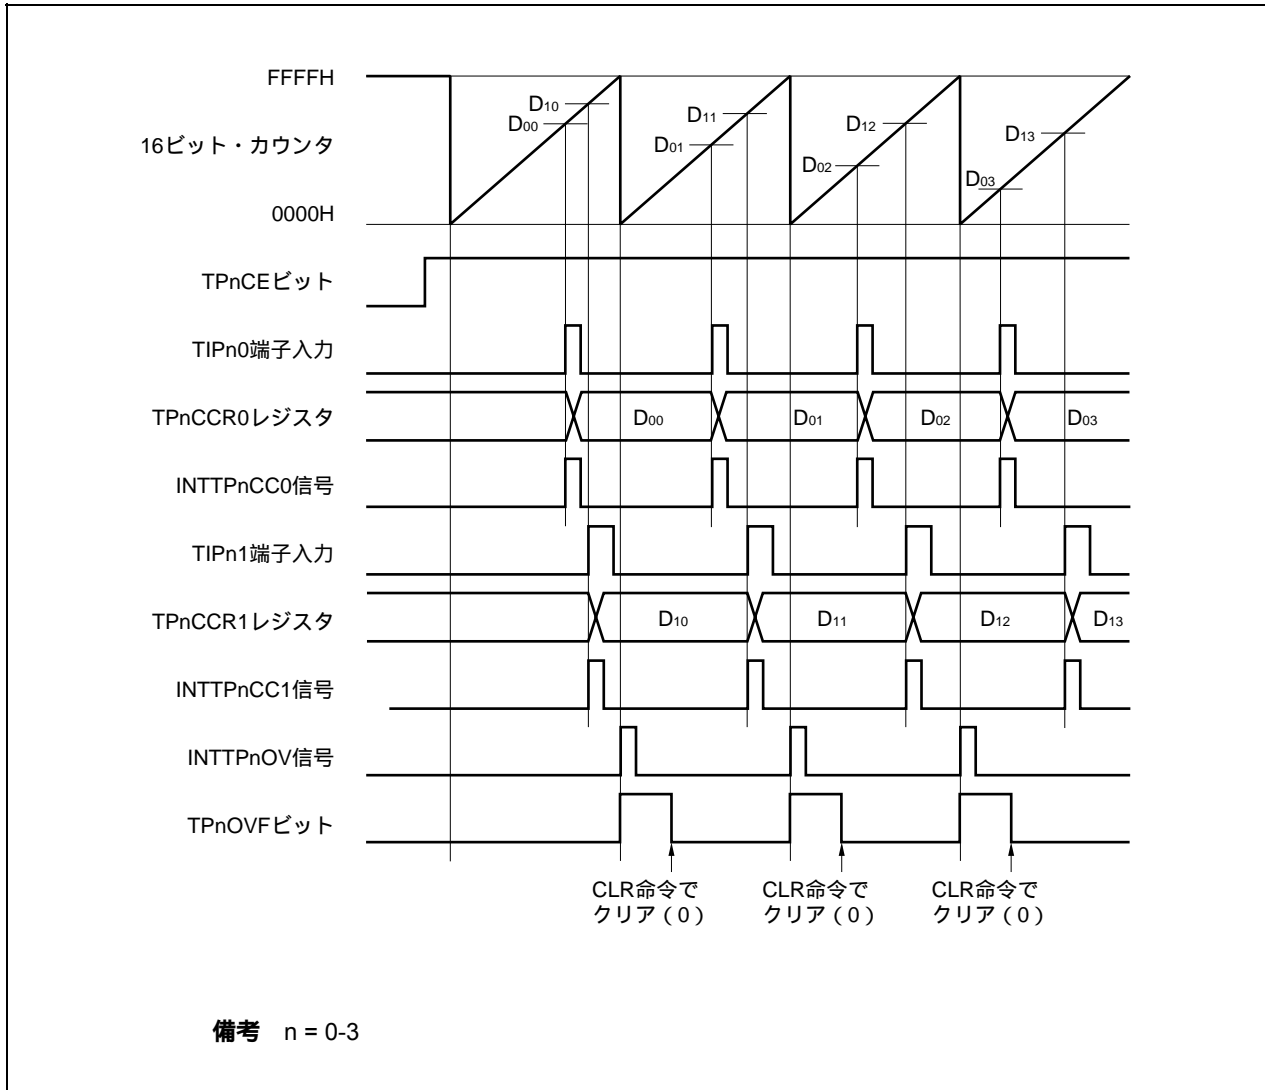 FFFFH
D10
D11
D00
D12
D13
16ビット・カウンタ
D01
D02
D03
0000H
TPnCEビット
TIPn0端子入力
TPnCCR0レジスタ
D00
D01
D02
D03
INTTPnCC0信号
TIPn1端子入力
TPnCCR1レジスタ
D10
D11
D12
D13
INTTPnCC1信号
INTTPnOV信号
TPnOVFビット
CLR命令で
クリア(0)
CLR命令で
クリア(0)
CLR命令で
クリア(0)
備考 n = 0-3